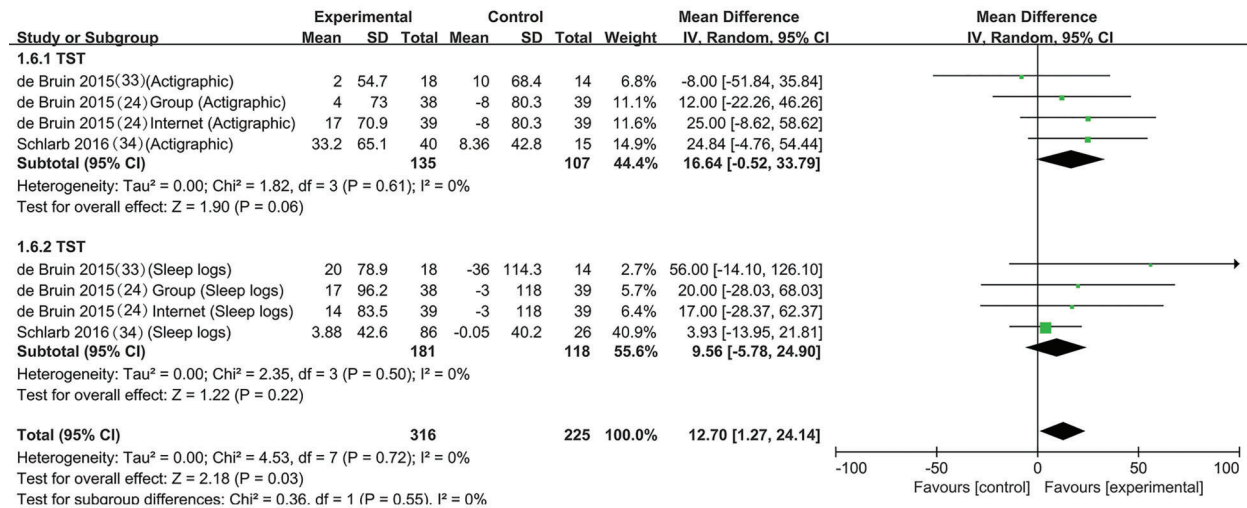 Experimental Control Mean Difference Mean Difference
Study or Subgroup Mean SD Total Mean SD Total Weight IV, Random, 95% CI IV, Random, 95% CI
1.6.1 TST
de Bruin 2015(33)(Actigraphic) 2 54.7 18 10 68.4 14 6.8% -8.00 [-51.84, 35.84]
de Bruin 2015(24) Group (Actigraphic) 4 73 38 -8 80.3 39 11.1% 12.00 [-22.26, 46.26]
de Bruin 2015(24) Internet (Actigraphic) 17 70.9 39 -8 80.3 39 11.6% 25.00 [-8.62, 58.62]
Schlarb 2016 (34) (Actigraphic) 33.2 65.1 40 8.36 42.8 15 14.9% 24.84 [-4.76, 54.44]
Subtotal (95% CI) 135 107 44.4% 16.64 [-0.52, 33.79]
Heterogeneity: Tau² = 0.00; Chi² = 1.82, df = 3 (P = 0.61); I² = 0%
Test for overall effect: Z = 1.90 (P = 0.06)
1.6.2 TST
de Bruin 2015(33)(Sleep logs) 20 78.9 18 -36 114.3 14 2.7% 56.00 [-14.10, 126.10]
de Bruin 2015(24) Group (Sleep logs) 17 96.2 38 -3 118 39 5.7% 20.00 [-28.03, 68.03]
de Bruin 2015(24) Internet (Sleep logs) 14 83.5 39 -3 118 39 6.4% 17.00 [-28.37, 62.37]
Schlarb 2016 (34) (Sleep logs) 3.88 42.6 86 -0.05 40.2 26 40.9% 3.93 [-13.95, 21.81]
Subtotal (95% CI) 181 118 55.6% 9.56 [-5.78, 24.90]
Heterogeneity: Tau² = 0.00; Chi² = 2.35, df = 3 (P = 0.50); I² = 0%
Test for overall effect: Z = 1.22 (P = 0.22)
Total (95% CI) 316 225 100.0% 12.70 [1.27, 24.14]
Heterogeneity: Tau² = 0.00; Chi² = 4.53, df = 7 (P = 0.72); I² = 0%
Test for overall effect: Z = 2.18 (P = 0.03)
Test for subgroup differences: Chi² = 0.36, df = 1 (P = 0.55), I² = 0%
-100 -50 0 50 100
Favours [control] Favours [experimental]